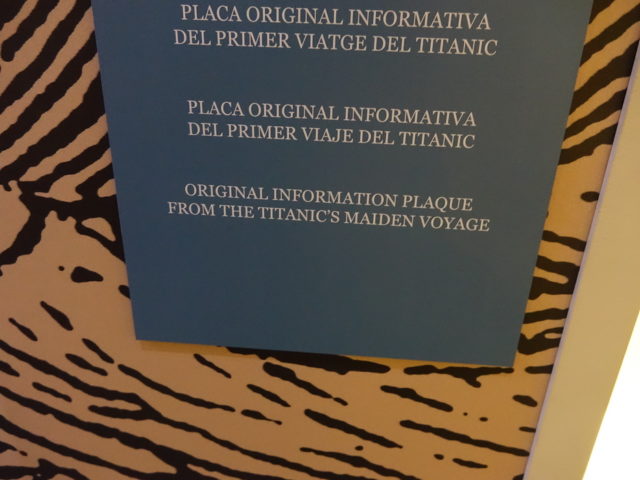 PLACA ORIGINAL INFORMATIVA
DEL PRIMER VIATGE DEL TITANIC
PLACA ORIGINAL INFORMATIVA
DEL PRIMER VIAJE DEL TITANIC
ORIGINAL INFORMATION PLAQUE
FROM THE TITANIC'S MAIDEN VOYAGE